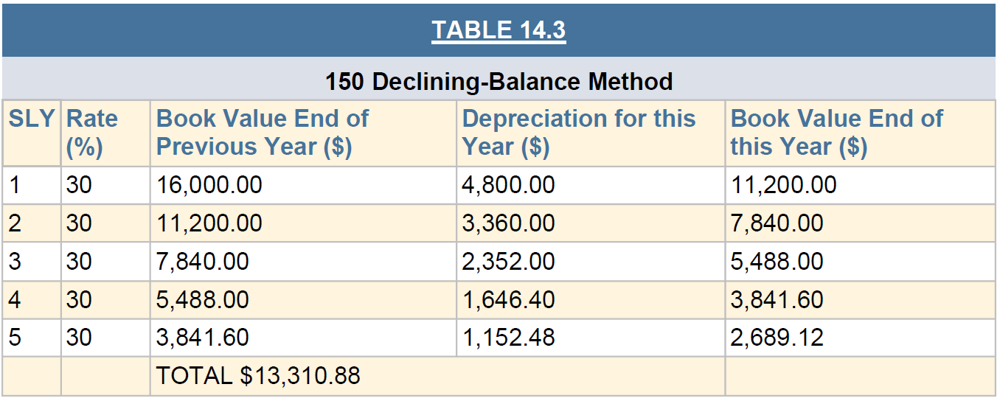 TABLE 14.3
150 Declining-Balance Method
SLY Rate (%) Book Value End of Previous Year ($) Depreciation for this Year ($) Book Value End of this Year ($)
1 30 16,000.00 4,800.00 11,200.00
2 30 11,200.00 3,360.00 7,840.00
3 30 7,840.00 2,352.00 5,488.00
4 30 5,488.00 1,646.40 3,841.60
5 30 3,841.60 1,152.48 2,689.12
TOTAL $13,310.88